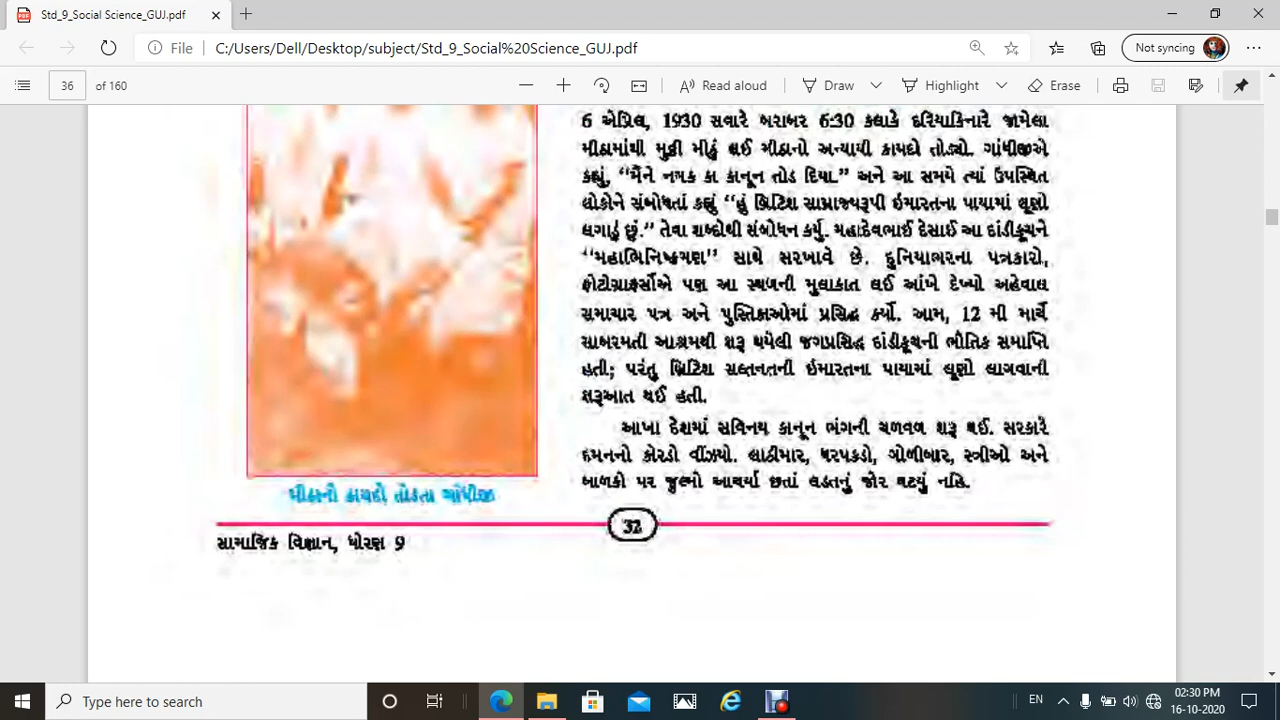 Std_9_Social Science_GUJ.pdf
File C:/Users/Dell/Desktop/subject/Std_9_Social%20Science_GUJ.pdf
Not syncing
36 of 160
Read aloud
Draw
Highlight
Erase
6 એપ્રિલ, 1930 સવારે બરાબર 6:30 કલાકે દરિયાકિનારે જામેલા
મીઠામાંથી મુઠ્ઠી મીઠું લઈ મીઠાનો અન્યાયી કાયદો તોડ્યો. ગાંધીજીએ
કહ્યું, “મૈંને નમક કા કાનૂન તોડ દિયા.” અને આ સમયે ત્યાં ઉપસ્થિત
લોકોને સંબોધતાં કહ્યું “હું બ્રિટિશ સામ્રાજ્યરૂપી ઇમારતના પાયામાં લૂણો
લગાડું છું.” તેવા શબ્દોથી સંબોધન કર્યુ. મહાદેવભાઈ દેસાઈ આ દાંડીકૂચને
“મહાભિનિષ્ક્રમણ” સાથે સરખાવે છે. દુનિયાભરના પત્રકારો,
ફોટોગ્રાફર્સોએ પણ આ સ્થળની મુલાકાત લઈ આંખે દેખ્યો અહેવાલ
સમાચાર પત્ર અને પુસ્તિકાઓમાં પ્રસિદ્ધ કર્યો. આમ, 12 મી માર્ચે
સાબરમતી આશ્રમથી શરૂ થયેલી જગપ્રસિદ્ધ દાંડીકૂચની ભૌતિક સમાપ્તિ
હતી; પરંતુ બ્રિટિશ સલ્તનતની ઇમારતના પાયામાં લૂણો લાગવાની
શરૂઆત થઈ હતી.
આખા દેશમાં સવિનય કાનૂન ભંગની ચળવળ શરૂ થઈ. સરકારે
દમનનો કોરડો વીંઝ્યો. લાઠીમાર, ધરપકડો, ગોળીબાર, સ્ત્રીઓ અને
બાળકો પર જુલ્મો આચર્યા છતાં લડતનું જોર ઘટયું નહિ.
મીઠાનો કાયદો તોડતા ગાંધીજી
32
સામાજિક વિજ્ઞાન, ધોરણ 9
Type here to search
EN
02:30 PM
16-10-2020